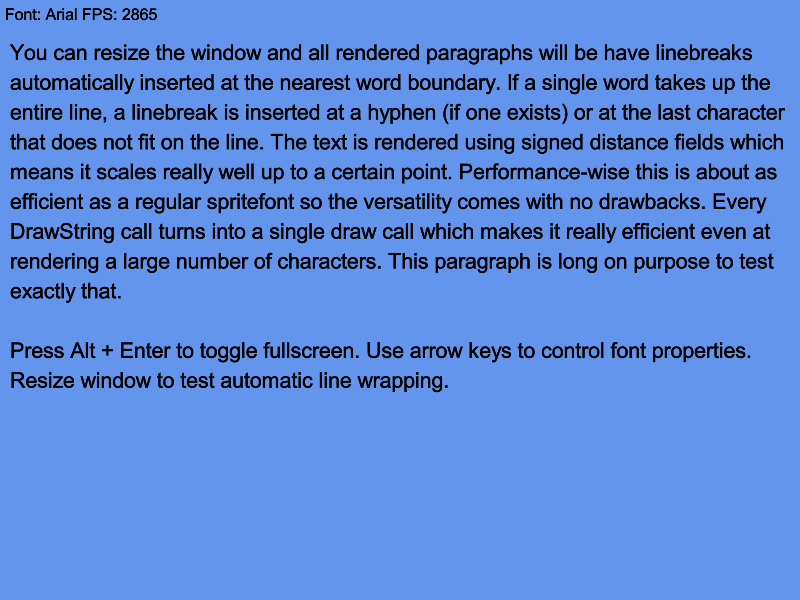 Font: Arial FPS: 2865
You can resize the window and all rendered paragraphs will be have linebreaks
automatically inserted at the nearest word boundary. If a single word takes up the
entire line, a linebreak is inserted at a hyphen (if one exists) or at the last character
that does not fit on the line. The text is rendered using signed distance fields which
means it scales really well up to a certain point. Performance-wise this is about as
efficient as a regular spritefont so the versatility comes with no drawbacks. Every
DrawString call turns into a single draw call which makes it really efficient even at
rendering a large number of characters. This paragraph is long on purpose to test
exactly that.
Press Alt + Enter to toggle fullscreen. Use arrow keys to control font properties.
Resize window to test automatic line wrapping.